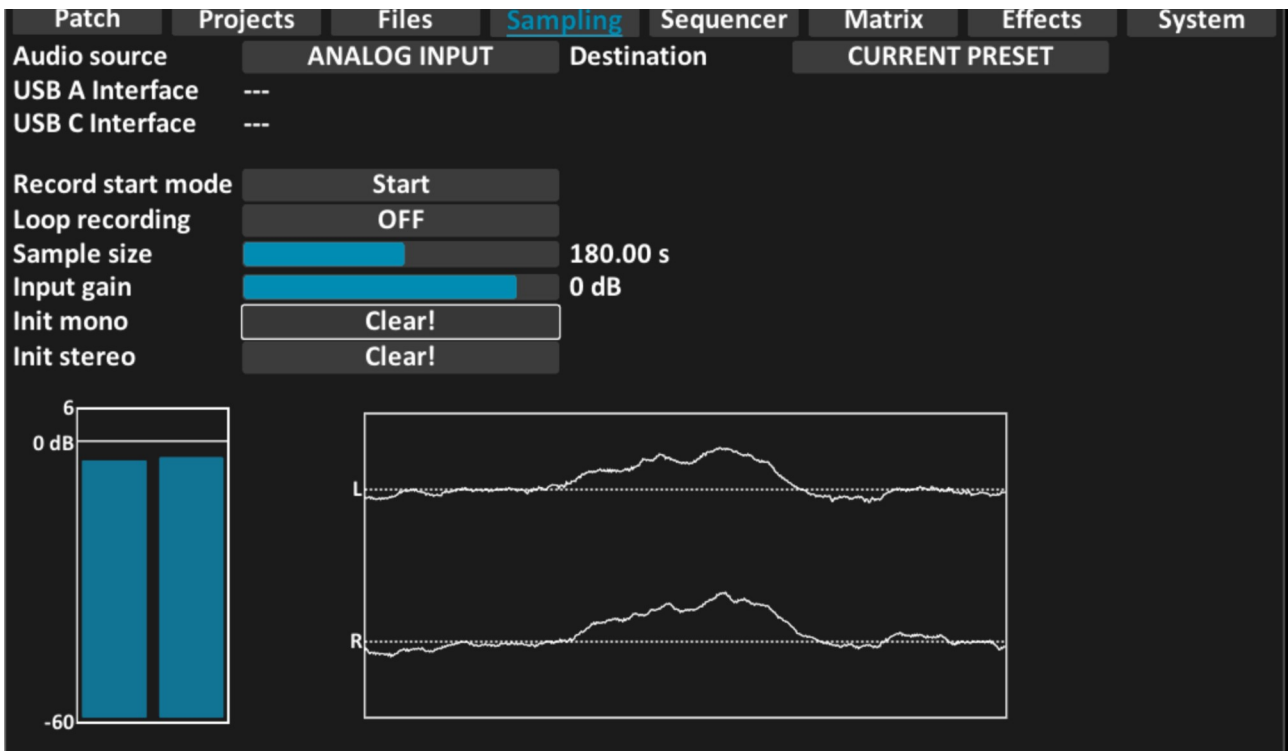 Patch Projects Files Sampling Sequencer Matrix Effects System
Audio source ANALOG INPUT Destination CURRENT PRESET
USB A Interface ---
USB C Interface ---
Record start mode Start
Loop recording OFF
Sample size 180.00 s
Input gain 0 dB
Init mono Clear!
Init stereo Clear!
6
0 dB
L
R
-60